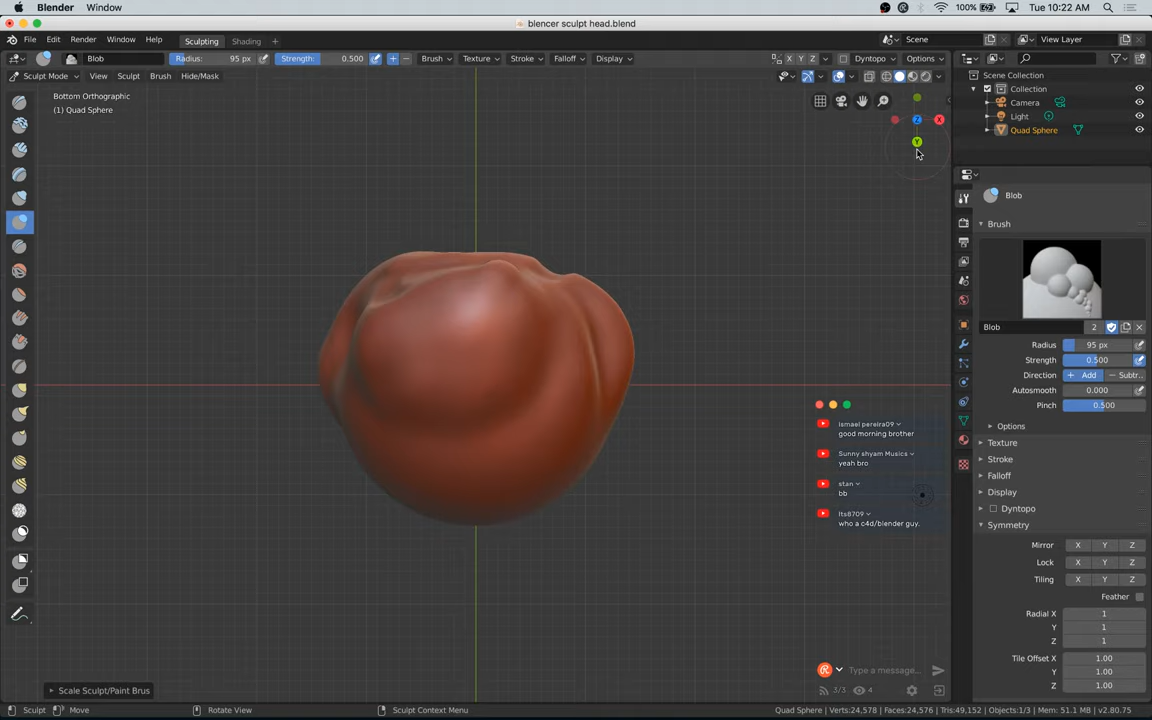 Blender Window 100% Tue 10:22 AM
blencer sculpt head.blend
File Edit Render Window Help Sculpting Shading + Scene View Layer
Blob Radius: 95 px Strength: 0.500 + − Brush Texture Stroke Falloff Display X Y Z Dyntopo Options
Sculpt Mode View Sculpt Brush Hide/Mask
Bottom Orthographic
(1) Quad Sphere
Z X
Y
Scene Collection
Collection
Camera
Light
Quad Sphere
Blob
Brush
Blob 2
Radius 95 px
Strength 0.500
Direction + Add − Subtr..
Autosmooth 0.000
Pinch 0.500
Options
Texture
Stroke
Falloff
Display
Dyntopo
Symmetry
Mirror X Y Z
Lock X Y Z
Tiling X Y Z
Feather
Radial X 1
Y 1
Z 1
Tile Offset X 1.00
Y 1.00
Z 1.00
ismael pereira09
good morning brother
Sunny shyam Musics
yeah bro
stan
bb
Its8709
who a c4d/blender guy.
Type a message...
3/3 4
Scale Sculpt/Paint Brus
Sculpt Move Rotate View Sculpt Context Menu Quad Sphere | Verts:24,578 | Faces:24,576 | Tris:49,152 | Objects:1/3 | Mem: 51.1 MB | v2.80.75